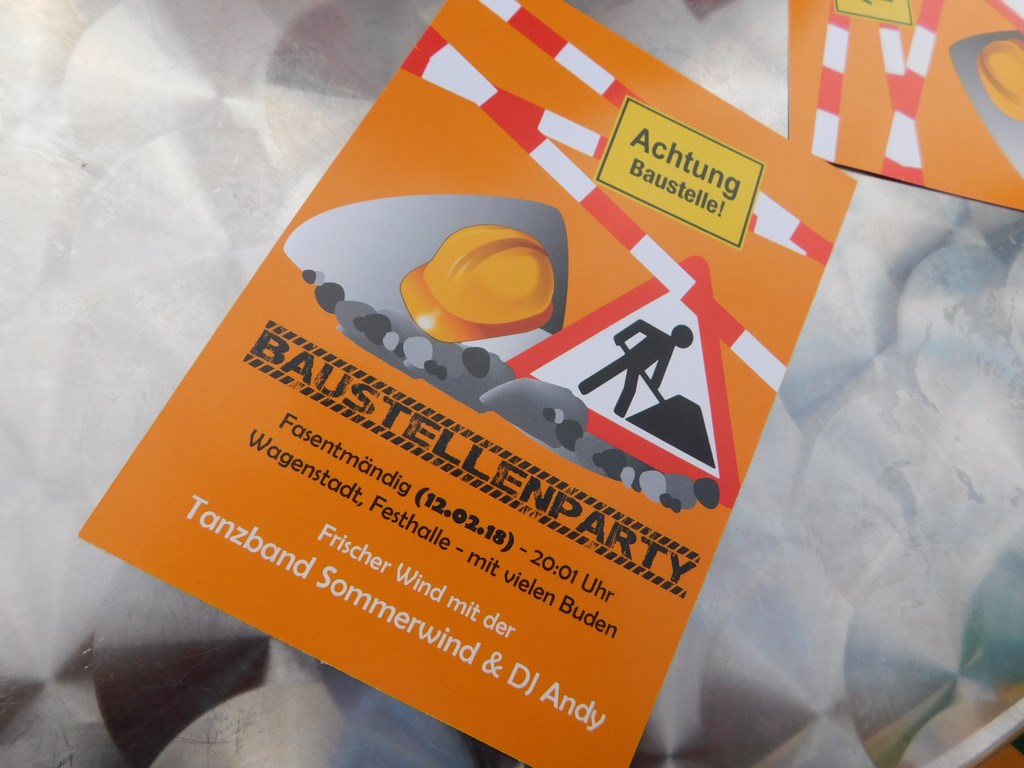 Achtung
Baustelle!
BAUSTELLENPARTY
Fasentmändig (12.02.18) - 20:01 Uhr
Wagenstadt, Festhalle - mit vielen Buden
Frischer Wind mit der
Tanzband Sommerwind & DJ Andy